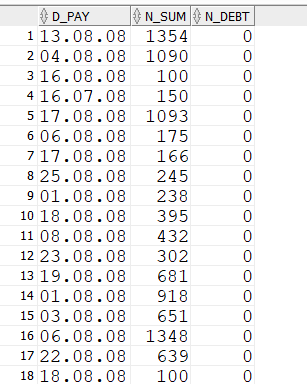 D_PAY N_SUM N_DEBT
1 13.08.08 1354 0
2 04.08.08 1090 0
3 16.08.08 100 0
4 16.07.08 150 0
5 17.08.08 1093 0
6 06.08.08 175 0
7 17.08.08 166 0
8 25.08.08 245 0
9 01.08.08 238 0
10 18.08.08 395 0
11 08.08.08 432 0
12 23.08.08 302 0
13 19.08.08 681 0
14 01.08.08 918 0
15 03.08.08 651 0
16 06.08.08 1348 0
17 22.08.08 639 0
18 18.08.08 100 0